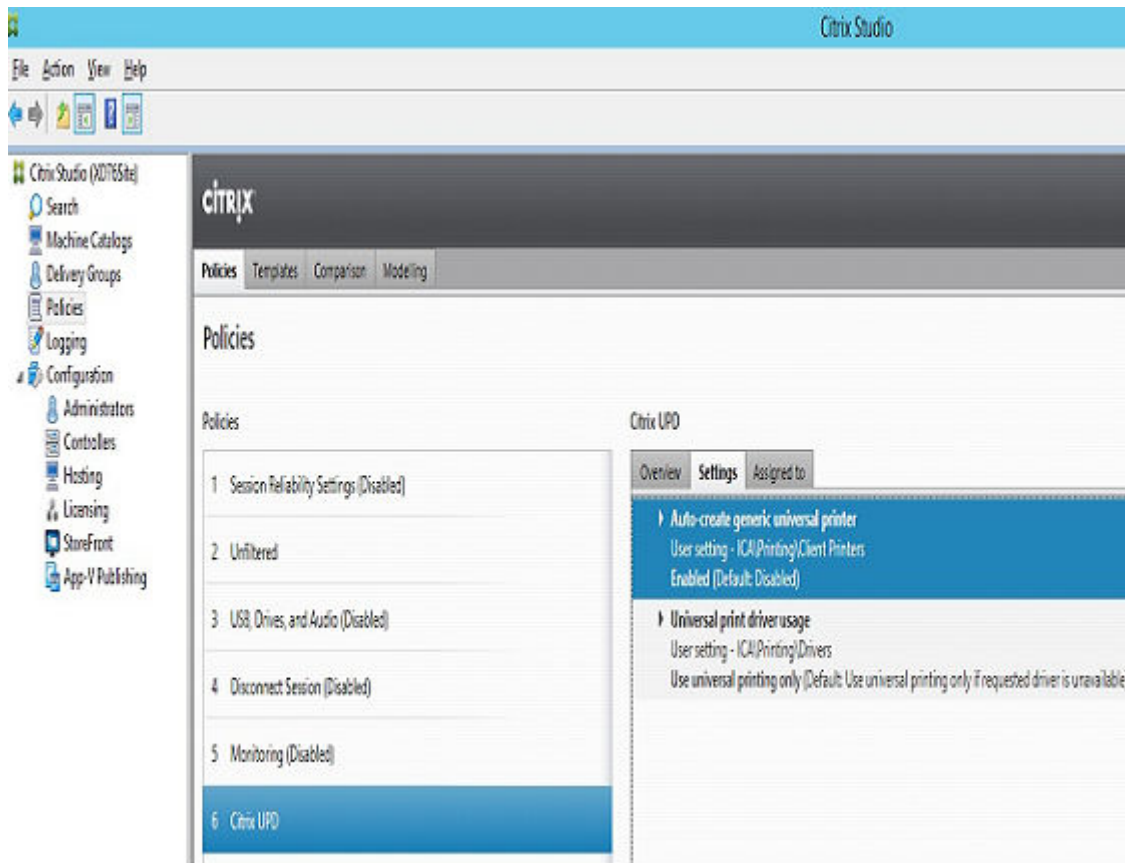 Citrix Studio
File Action View Help
Citrix Studio (XD76Site)
Search
Machine Catalogs
Delivery Groups
Policies
Logging
Configuration
Administrators
Controllers
Hosting
Licensing
StoreFront
App-V Publishing
CITRIX
Policies Templates Comparison Modeling
Policies
Policies
1 Session Reliability Settings (Disabled)
2 Unfiltered
3 USB, Drives, and Audio (Disabled)
4 Disconnect Session (Disabled)
5 Monitoring (Disabled)
6 Citrix UPD
Citrix UPD
Overview Settings Assigned to
Auto-create generic universal printer
User setting - ICA\Printing\Client Printers
Enabled (Default: Disabled)
Universal print driver usage
User setting - ICA\Printing\Drivers
Use universal printing only (Default: Use universal printing only if requested driver is unavailable